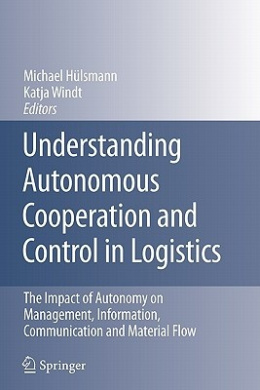 Michael Hülsmann
Katja Windt
Editors
Understanding
Autonomous
Cooperation and
Control in Logistics
The Impact of Autonomy on
Management, Information,
Communication and Material Flow
Springer